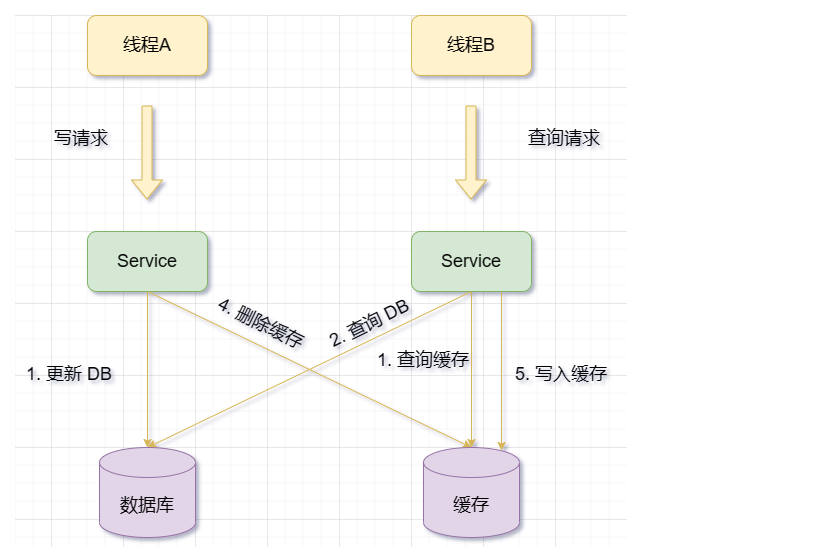 线程A
线程B
写请求
查询请求
Service
Service
4. 删除缓存
2. 查询 DB
1. 查询缓存
1. 更新 DB
5. 写入缓存
数据库
缓存